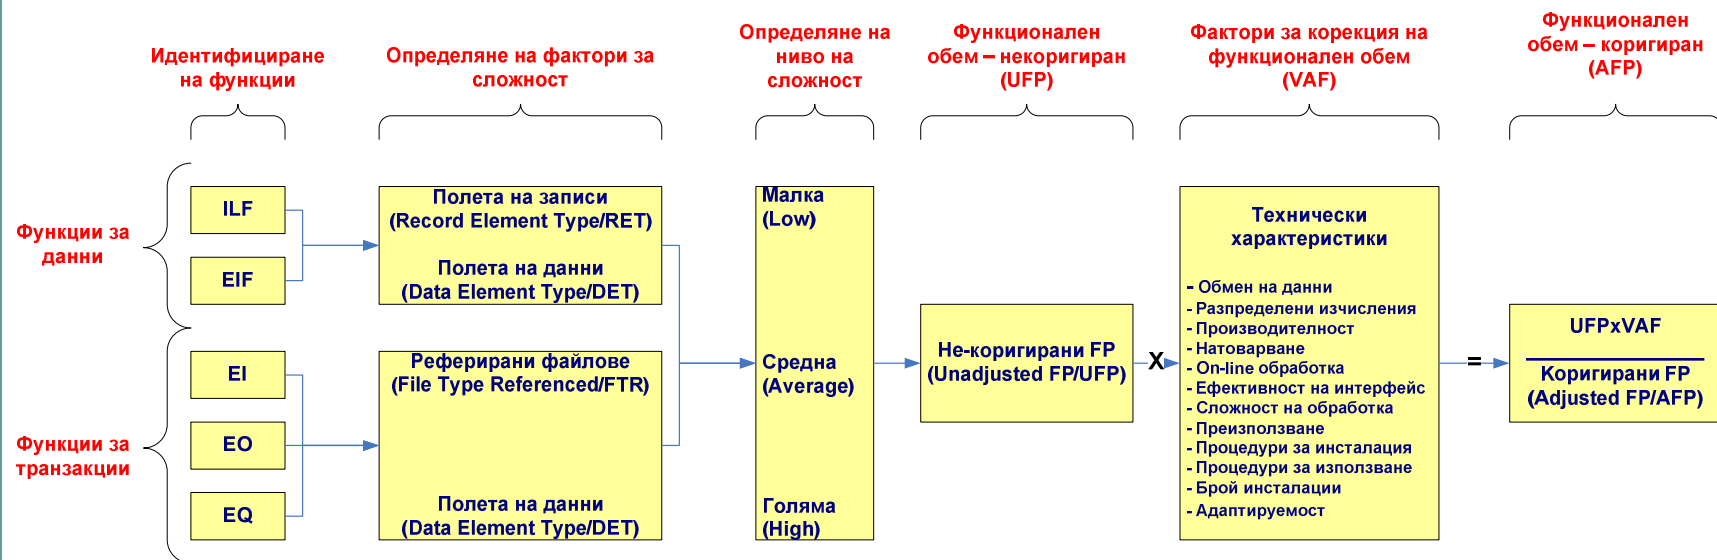 Идентифициране
на функции
Определяне на фактори за
сложност
Определяне на
ниво на
сложност
Функционален
обем – некоригиран
(UFP)
Фактори за корекция на
функционален обем
(VAF)
Функционален
обем – коригиран
(AFP)
Функции за
данни
ILF
EIF
Полета на записи
(Record Element Type/RET)
Полета на данни
(Data Element Type/DET)
Функции за
транзакции
EI
EO
EQ
Реферирани файлове
(File Type Referenced/FTR)
Полета на данни
(Data Element Type/DET)
Малка
(Low)
Средна
(Average)
Голяма
(High)
Не-коригирани FP
(Unadjusted FP/UFP)
X
Технически
характеристики
- Обмен на данни
- Разпределени изчисления
- Производителност
- Натоварване
- On-line обработка
- Ефективност на интерфейс
- Сложност на обработка
- Преизползване
- Процедури за инсталация
- Процедури за използване
- Брой инсталации
- Адаптируемост
=
UFPxVAF
Коригирани FP
(Adjusted FP/AFP)